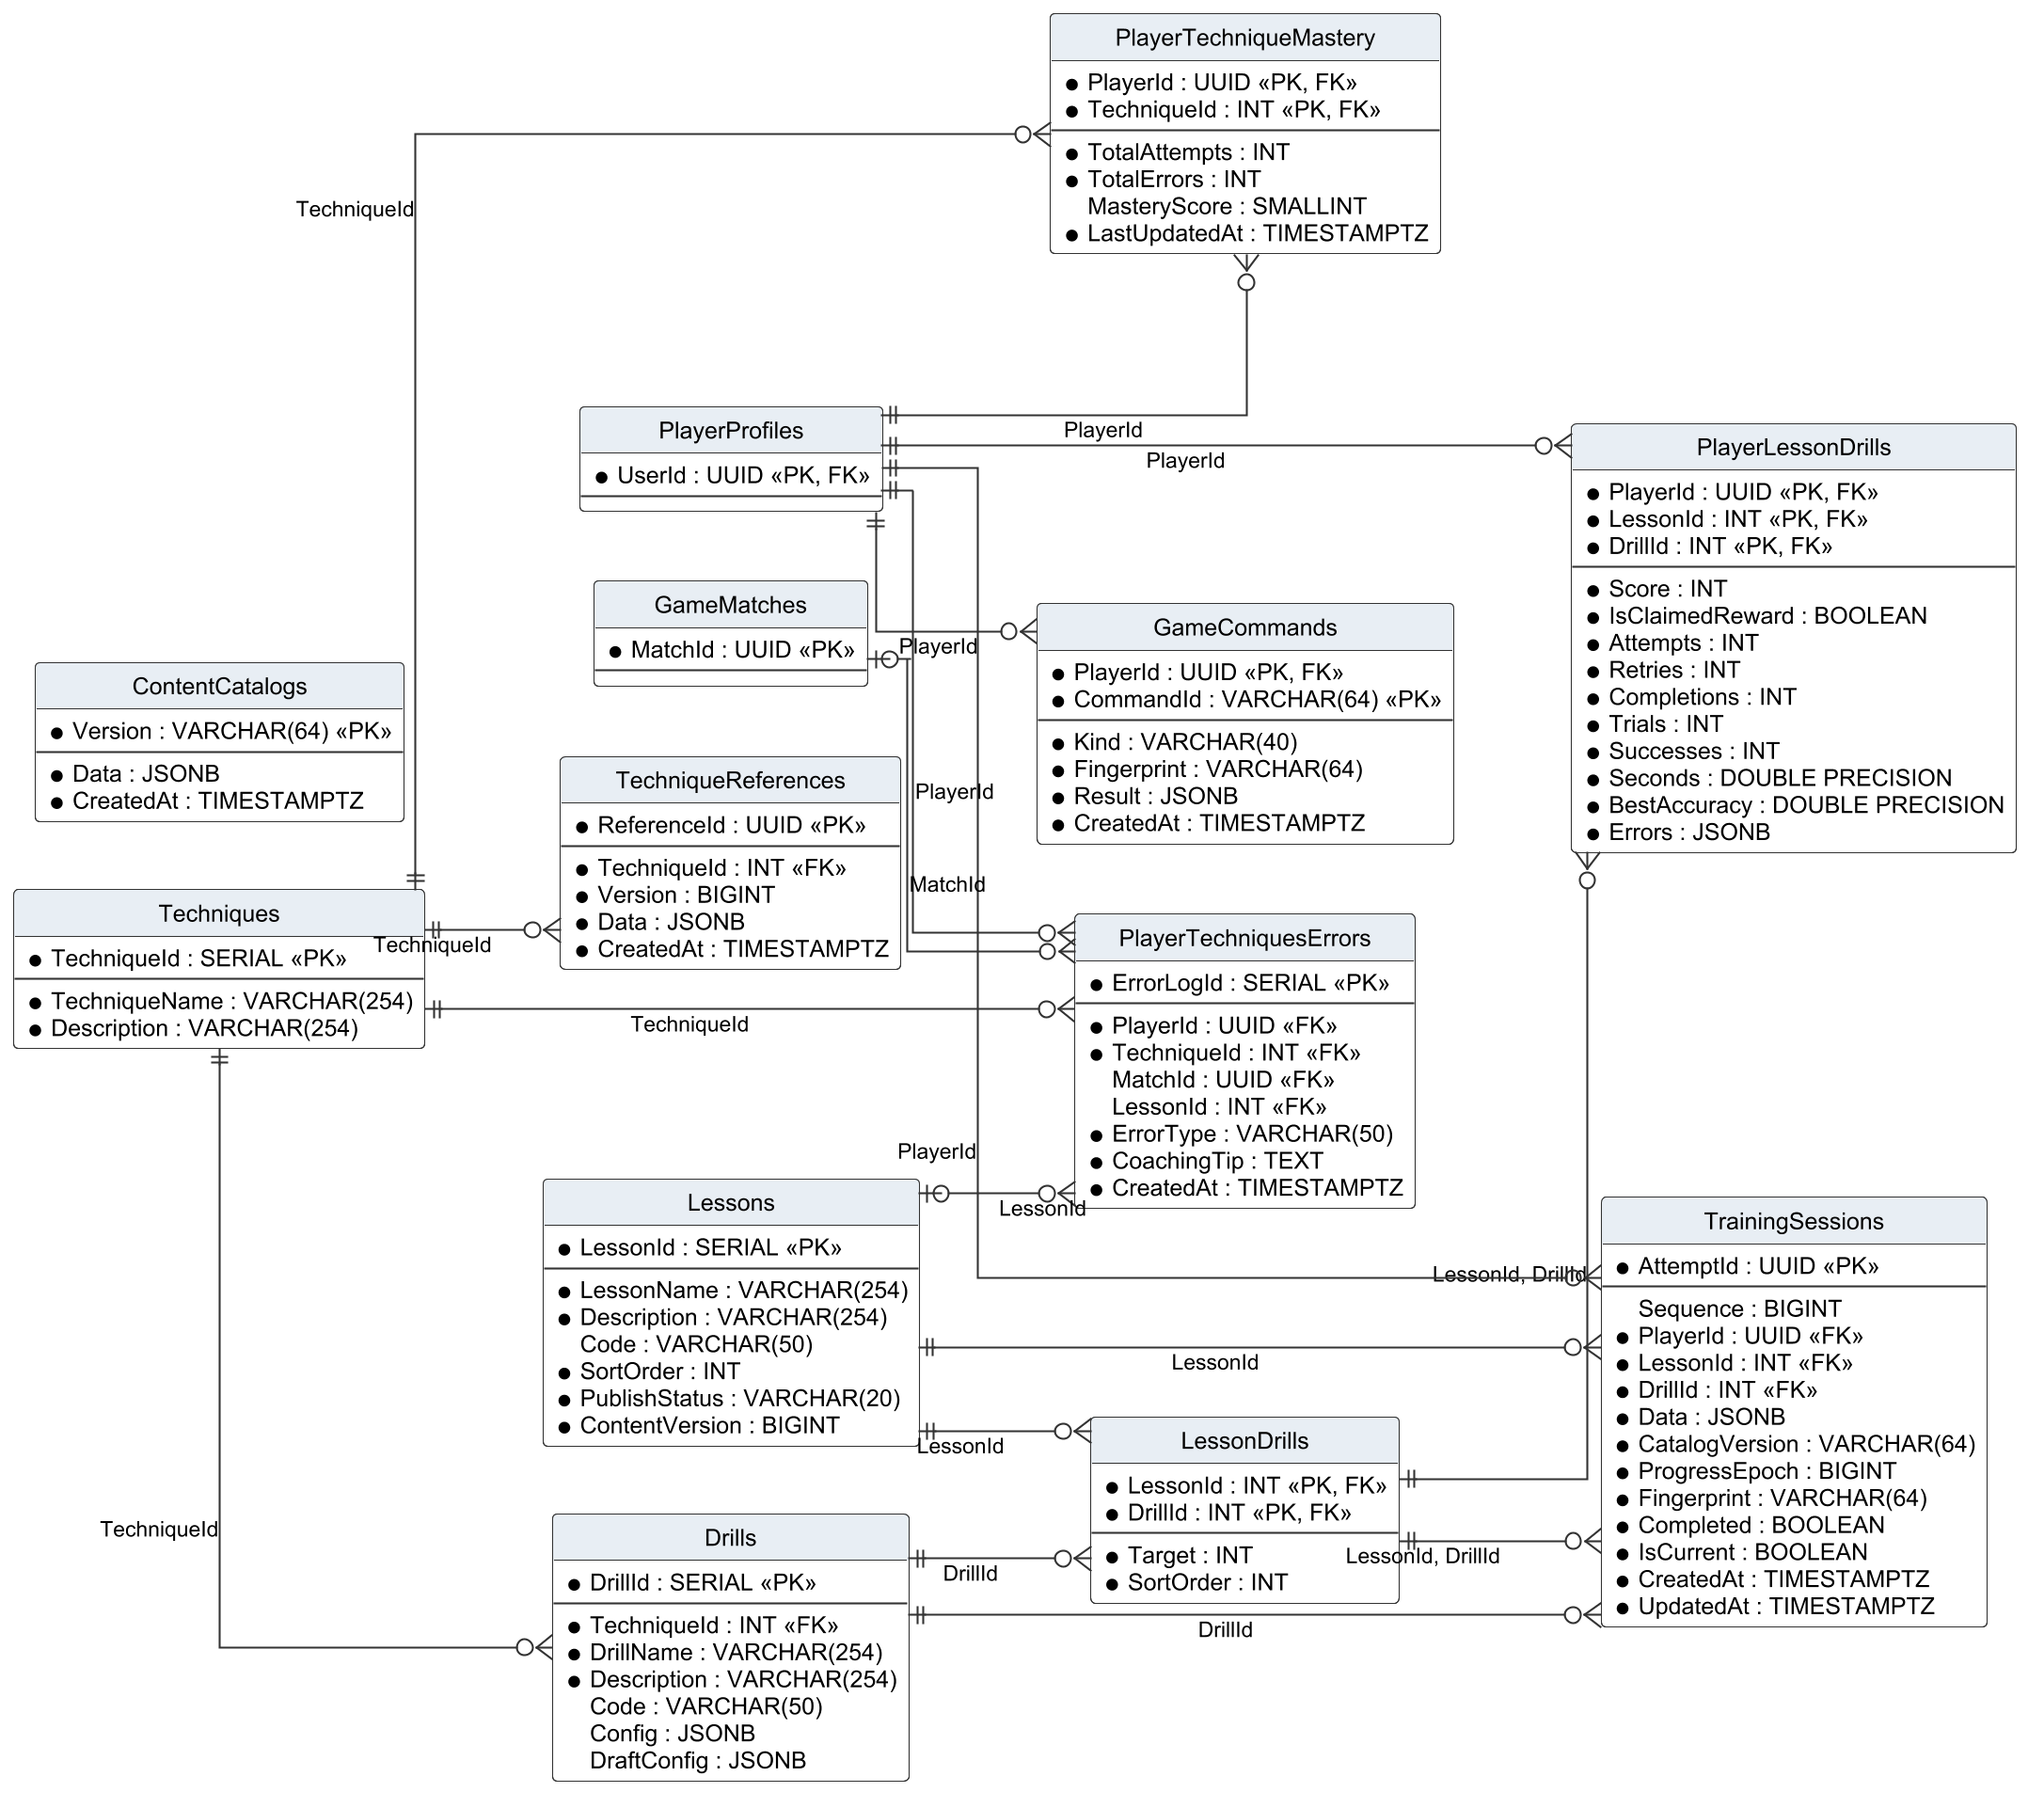 PlayerTechniqueMastery
PlayerId : UUID «PK, FK»
TechniqueId : INT «PK, FK»
TotalAttempts : INT
TotalErrors : INT
MasteryScore : SMALLINT
LastUpdatedAt : TIMESTAMPTZ
TechniqueId
PlayerProfiles
UserId : UUID «PK, FK»
PlayerId
PlayerId
PlayerLessonDrills
PlayerId : UUID «PK, FK»
LessonId : INT «PK, FK»
DrillId : INT «PK, FK»
Score : INT
IsClaimedReward : BOOLEAN
Attempts : INT
Retries : INT
Completions : INT
Trials : INT
Successes : INT
Seconds : DOUBLE PRECISION
BestAccuracy : DOUBLE PRECISION
Errors : JSONB
GameMatches
MatchId : UUID «PK»
PlayerId
GameCommands
PlayerId : UUID «PK, FK»
CommandId : VARCHAR(64) «PK»
Kind : VARCHAR(40)
Fingerprint : VARCHAR(64)
Result : JSONB
CreatedAt : TIMESTAMPTZ
ContentCatalogs
Version : VARCHAR(64) «PK»
Data : JSONB
CreatedAt : TIMESTAMPTZ
TechniqueReferences
ReferenceId : UUID «PK»
TechniqueId : INT «FK»
Version : BIGINT
Data : JSONB
CreatedAt : TIMESTAMPTZ
PlayerId
MatchId
Techniques
TechniqueId : SERIAL «PK»
TechniqueName : VARCHAR(254)
Description : VARCHAR(254)
TechniqueId
TechniqueId
PlayerTechniquesErrors
ErrorLogId : SERIAL «PK»
PlayerId : UUID «FK»
TechniqueId : INT «FK»
MatchId : UUID «FK»
LessonId : INT «FK»
ErrorType : VARCHAR(50)
CoachingTip : TEXT
CreatedAt : TIMESTAMPTZ
PlayerId
LessonId
Lessons
LessonId : SERIAL «PK»
LessonName : VARCHAR(254)
Description : VARCHAR(254)
Code : VARCHAR(50)
SortOrder : INT
PublishStatus : VARCHAR(20)
ContentVersion : BIGINT
LessonId, DrillId
LessonId
LessonId
TrainingSessions
AttemptId : UUID «PK»
Sequence : BIGINT
PlayerId : UUID «FK»
LessonId : INT «FK»
DrillId : INT «FK»
Data : JSONB
CatalogVersion : VARCHAR(64)
ProgressEpoch : BIGINT
Fingerprint : VARCHAR(64)
Completed : BOOLEAN
IsCurrent : BOOLEAN
CreatedAt : TIMESTAMPTZ
UpdatedAt : TIMESTAMPTZ
LessonDrills
LessonId : INT «PK, FK»
DrillId : INT «PK, FK»
Target : INT
SortOrder : INT
LessonId, DrillId
TechniqueId
Drills
DrillId : SERIAL «PK»
TechniqueId : INT «FK»
DrillName : VARCHAR(254)
Description : VARCHAR(254)
Code : VARCHAR(50)
Config : JSONB
DraftConfig : JSONB
DrillId
DrillId